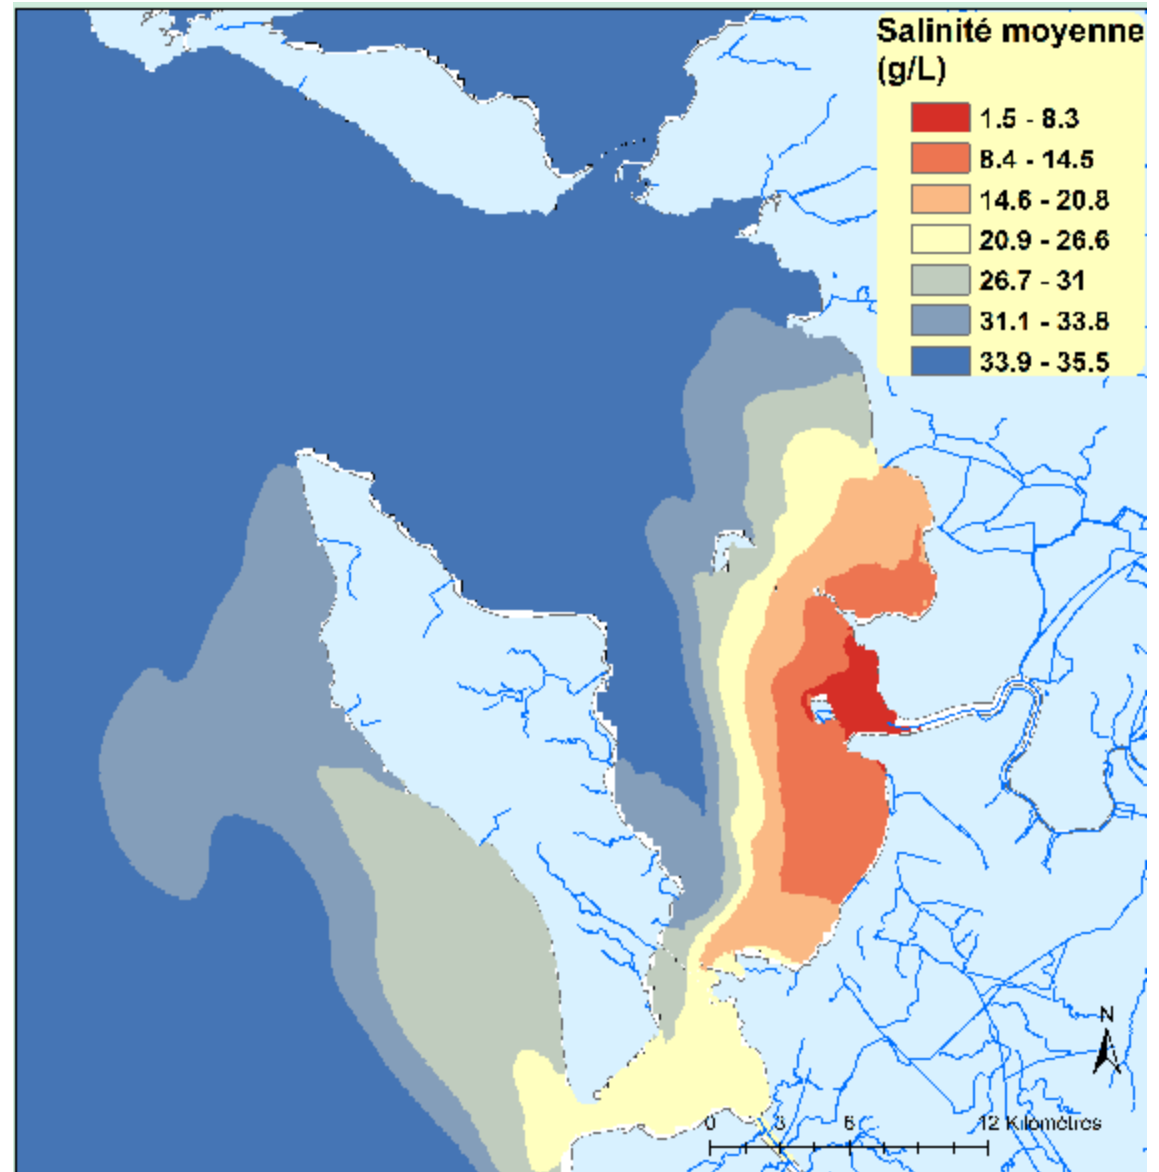 Salinité moyenne
(g/L)
1.5 - 8.3
8.4 - 14.5
14.6 - 20.8
20.9 - 26.6
26.7 - 31
31.1 - 33.8
33.9 - 35.5
N
0 3 6 12 Kilomètres